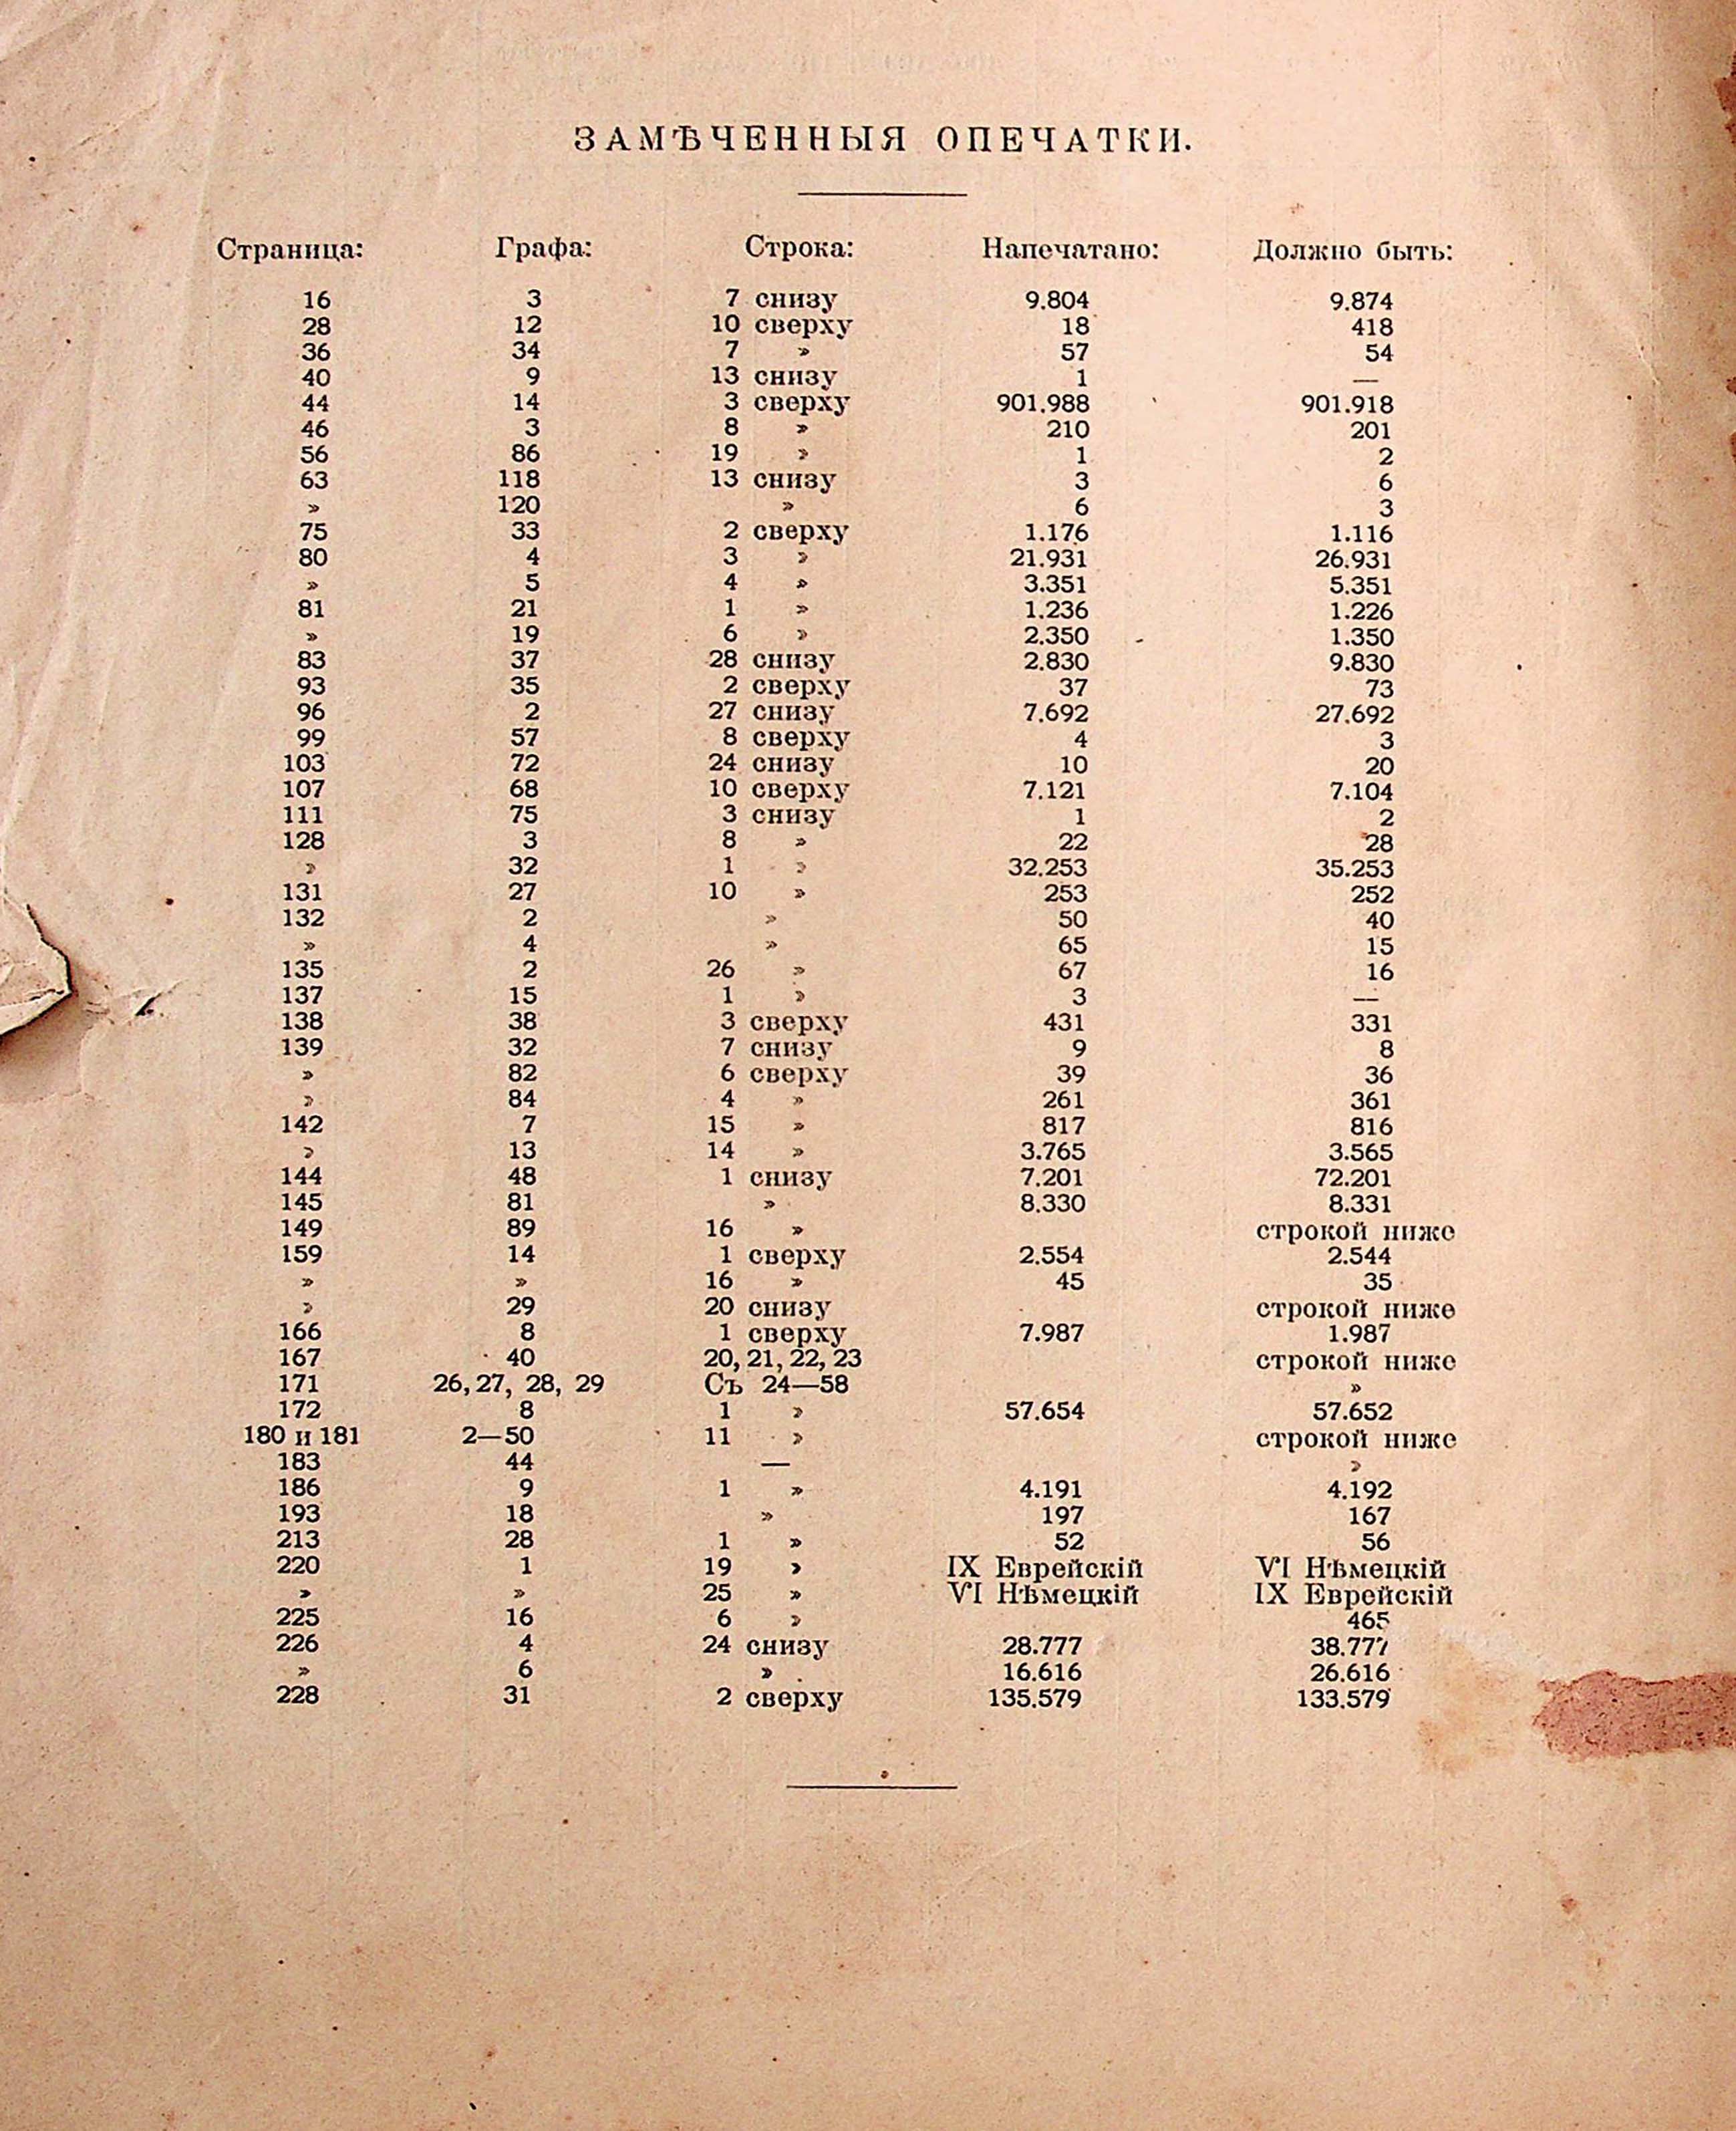 ЗАМѢЧЕННЫЯ ОПЕЧАТКИ.
Страница: Графа: Строка: Напечатано: Должно быть:
16 3 7 снизу 9.804 9.874
28 12 10 сверху 18 418
36 34 7 » 57 54
40 9 13 снизу 1 —
44 14 3 сверху 901.988 901.918
46 3 8 » 210 201
56 86 19 » 1 2
63 118 13 снизу 3 6
» 120 » 6 3
75 33 2 сверху 1.176 1.116
80 4 3 » 21.931 26.931
» 5 4 » 3.351 5.351
81 21 1 » 1.236 1.226
» 19 6 » 2.350 1.350
83 37 28 снизу 2.830 9.830
93 35 2 сверху 37 73
96 2 27 снизу 7.692 27.692
99 57 8 сверху 4 3
103 72 24 снизу 10 20
107 68 10 сверху 7.121 7.104
111 75 3 снизу 1 2
128 3 8 » 22 28
» 32 1 » 32.253 35.253
131 27 10 » 253 252
132 2 » 50 40
» 4 » 65 15
135 2 26 » 67 16
137 15 1 » 3 —
138 38 3 сверху 431 331
139 32 7 снизу 9 8
» 82 6 сверху 39 36
» 84 4 » 261 361
142 7 15 » 817 816
» 13 14 » 3.765 3.565
144 48 1 снизу 7.201 72.201
145 81 » 8.330 8.331
149 89 16 » строкой ниже
159 14 1 сверху 2.554 2.544
» » 16 » 45 35
» 29 20 снизу строкой ниже
166 8 1 сверху 7.987 1.987
167 40 20, 21, 22, 23 строкой ниже
171 26, 27, 28, 29 Съ 24—58 »
172 8 1 » 57.654 57.652
180 и 181 2—50 11 » строкой ниже
183 44 — »
186 9 1 » 4.191 4.192
193 18 » 197 167
213 28 1 » 52 56
220 1 19 » IX Еврейскій VI Нѣмецкій
» » 25 » VI Нѣмецкій IX Еврейскій
225 16 6 » 465
226 4 24 снизу 28.777 38.777
» 6 » 16.616 26.616
228 31 2 сверху 135.579 133.579